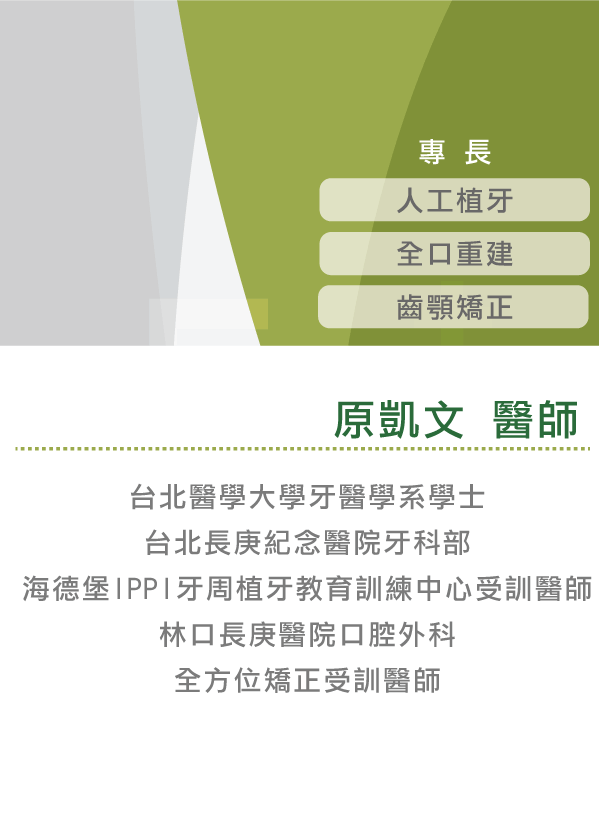 專 長
人工植牙
全口重建
齒顎矯正
原凱文 醫師
台北醫學大學牙醫學系學士
台北長庚紀念醫院牙科部
海德堡IPPI牙周植牙教育訓練中心受訓醫師
林口長庚醫院口腔外科
全方位矯正受訓醫師